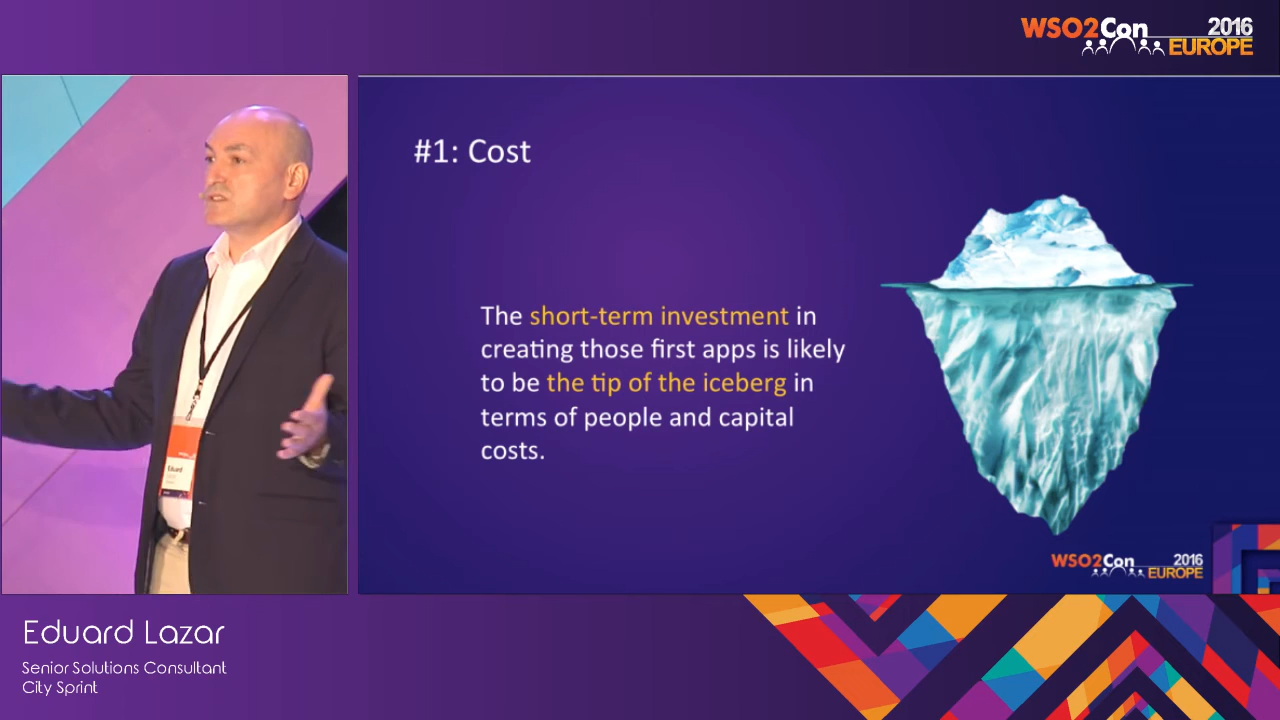 WSO2Con 2016
EUROPE
#1: Cost
The short-term investment in
creating those first apps is likely
to be the tip of the iceberg in
terms of people and capital
costs.
Eduard
WSO2Con 2016
EUROPE
Eduard Lazar
Senior Solutions Consultant
City Sprint